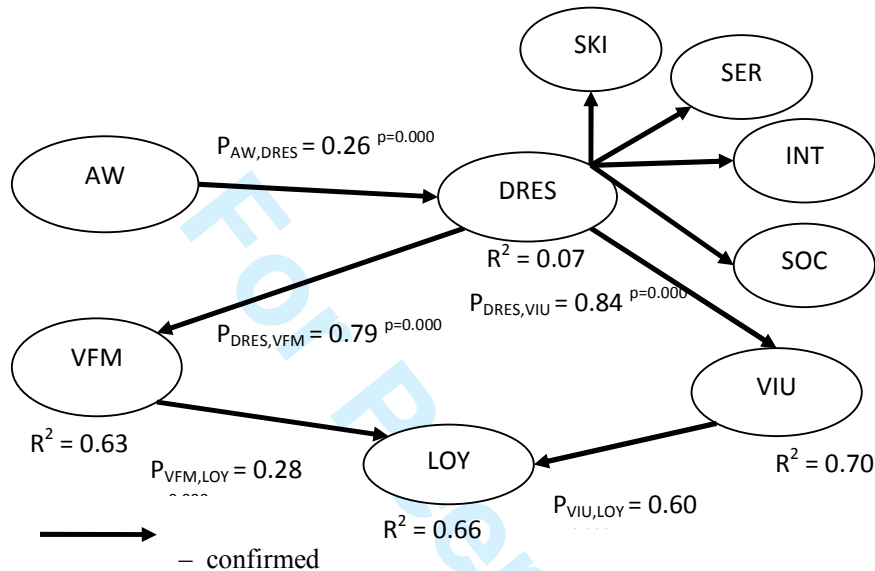 SKI
SER
P_AW,DRES = 0.26 p=0.000
INT
AW
DRES
R² = 0.07
SOC
P_DRES,VIU = 0.84 p=0.000
P_DRES,VFM = 0.79 p=0.000
VFM
VIU
R² = 0.63
LOY
R² = 0.70
P_VFM,LOY = 0.28
P_VIU,LOY = 0.60
R² = 0.66
– confirmed
For Peer